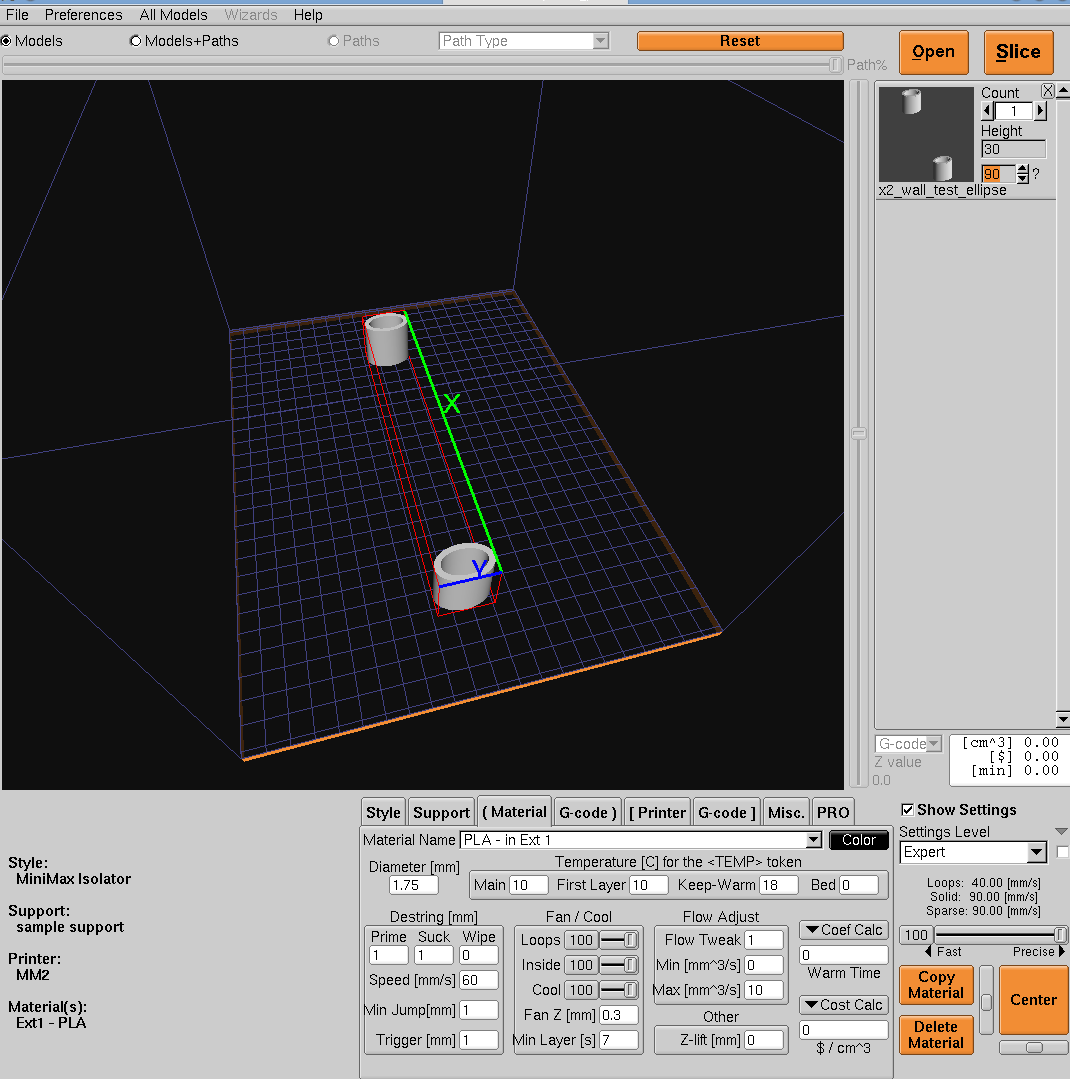 File Preferences All Models Wizards Help
Models Models+Paths Paths Path Type Reset
Open Slice
Path%
Count X
1
Height
30
90 ?
x2_wall_test_ellipse
X
Y
G-code
Z value
0.0
[cm^3] 0.00
[$] 0.00
[min] 0.00
Style:
MiniMax Isolator
Support:
sample support
Printer:
MM2
Material(s):
Ext1 - PLA
Style Support ( Material G-code ) [ Printer G-code ] Misc. PRO
Material Name PLA - in Ext 1 Color
Diameter [mm]
1.75
Temperature [C] for the <TEMP> token
Main 10 First Layer 10 Keep-Warm 18 Bed 0
Destring [mm]
Prime Suck Wipe
1 1 0
Speed [mm/s] 60
Min Jump[mm] 1
Trigger [mm] 1
Fan / Cool
Loops 100
Inside 100
Cool 100
Fan Z [mm] 0.3
Min Layer [s] 7
Flow Adjust
Flow Tweak 1
Min [mm^3/s] 0
Max [mm^3/s] 10
Other
Z-lift [mm] 0
Coef Calc
0
Warm Time
Cost Calc
0
$ / cm^3
Show Settings
Settings Level
Expert
Loops: 40.00 [mm/s]
Solid: 90.00 [mm/s]
Sparse: 90.00 [mm/s]
100
Fast Precise
Copy
Material
Delete
Material
Center